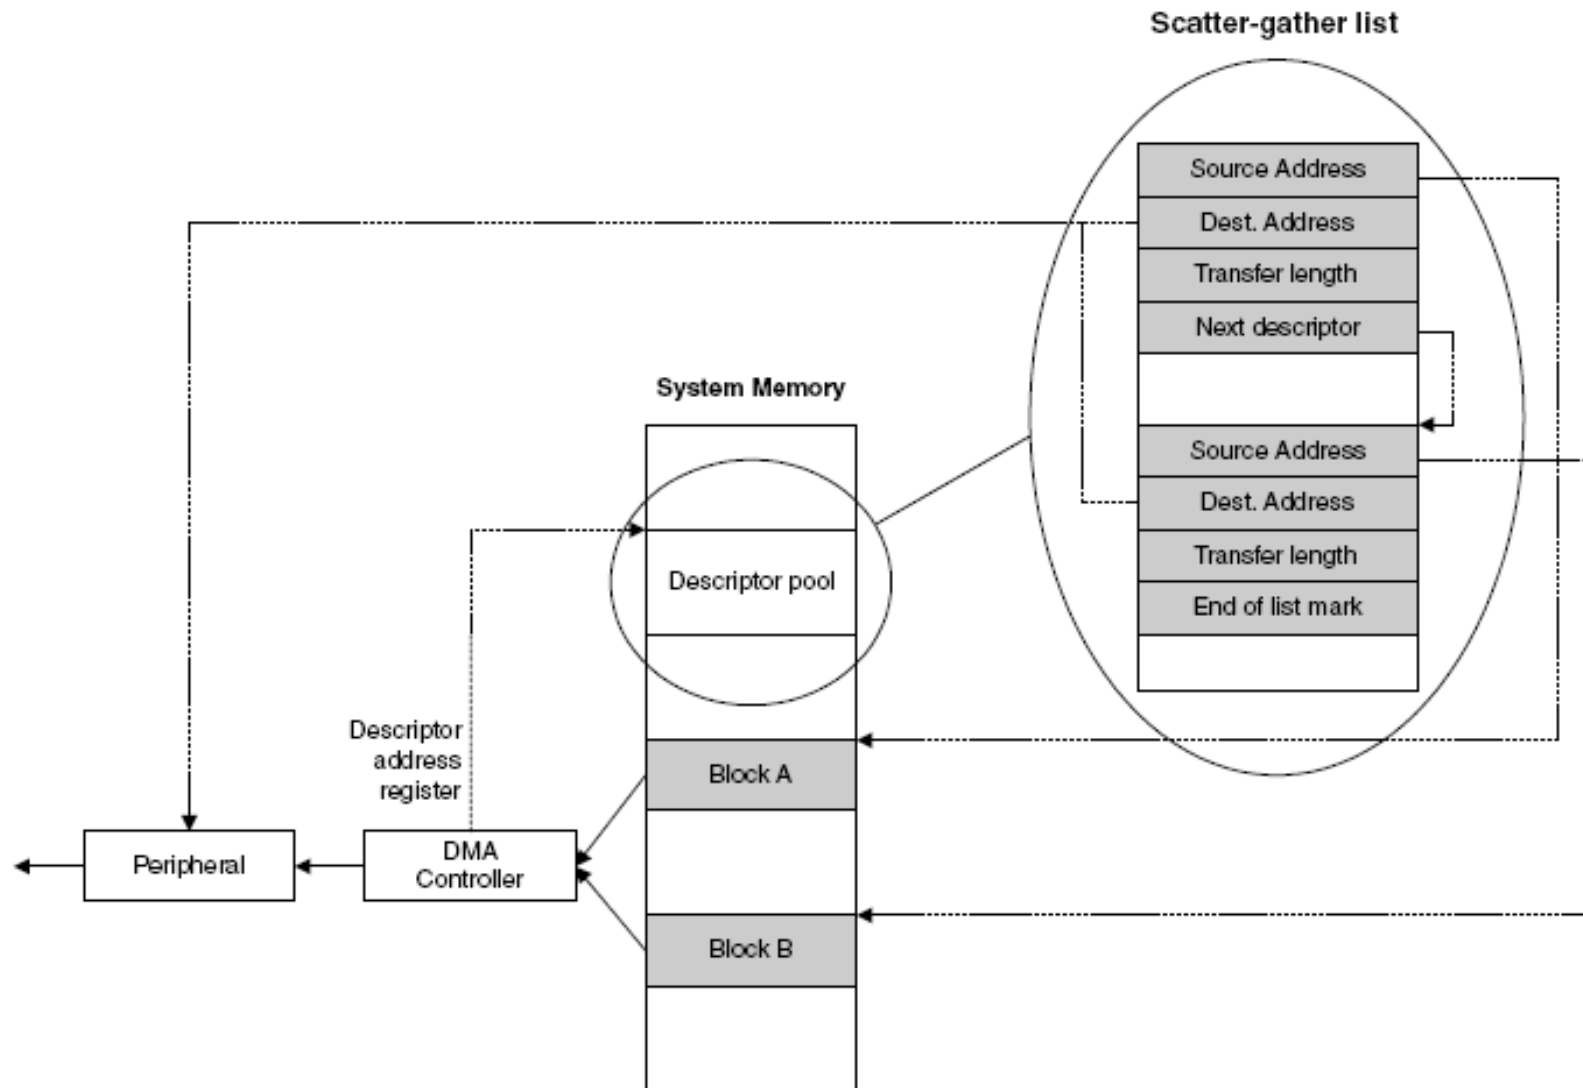 Scatter-gather list
Source Address
Dest. Address
Transfer length
Next descriptor
System Memory
Source Address
Dest. Address
Transfer length
End of list mark
Descriptor pool
Descriptor
address
register
Block A
Peripheral
DMA
Controller
Block B